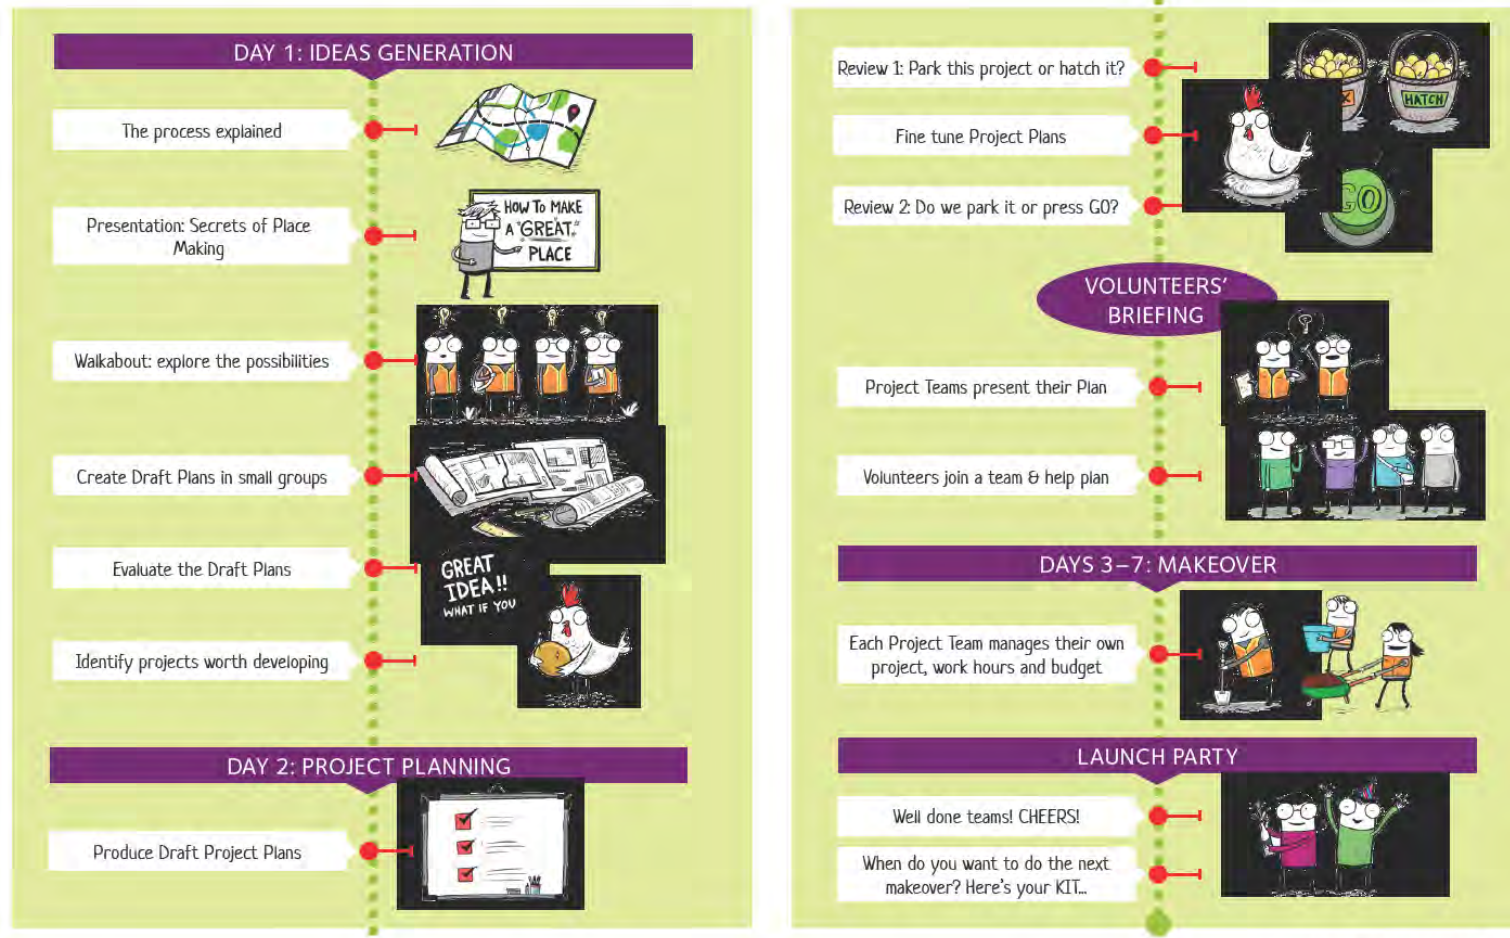 DAY 1: IDEAS GENERATION
The process explained
Presentation: Secrets of Place
Making
HOW TO MAKE
A "GREAT"
PLACE
Walkabout: explore the possibilities
Create Draft Plans in small groups
Evaluate the Draft Plans
GREAT
IDEA!!
WHAT IF YOU
Identify projects worth developing
DAY 2: PROJECT PLANNING
Produce Draft Project Plans
Review 1: Park this project or hatch it?
HATCH
Fine tune Project Plans
Review 2: Do we park it or press GO?
GO
VOLUNTEERS'
BRIEFING
Project Teams present their Plan
Volunteers join a team & help plan
DAYS 3–7: MAKEOVER
Each Project Team manages their own
project, work hours and budget
LAUNCH PARTY
Well done teams! CHEERS!
When do you want to do the next
makeover? Here's your KIT...